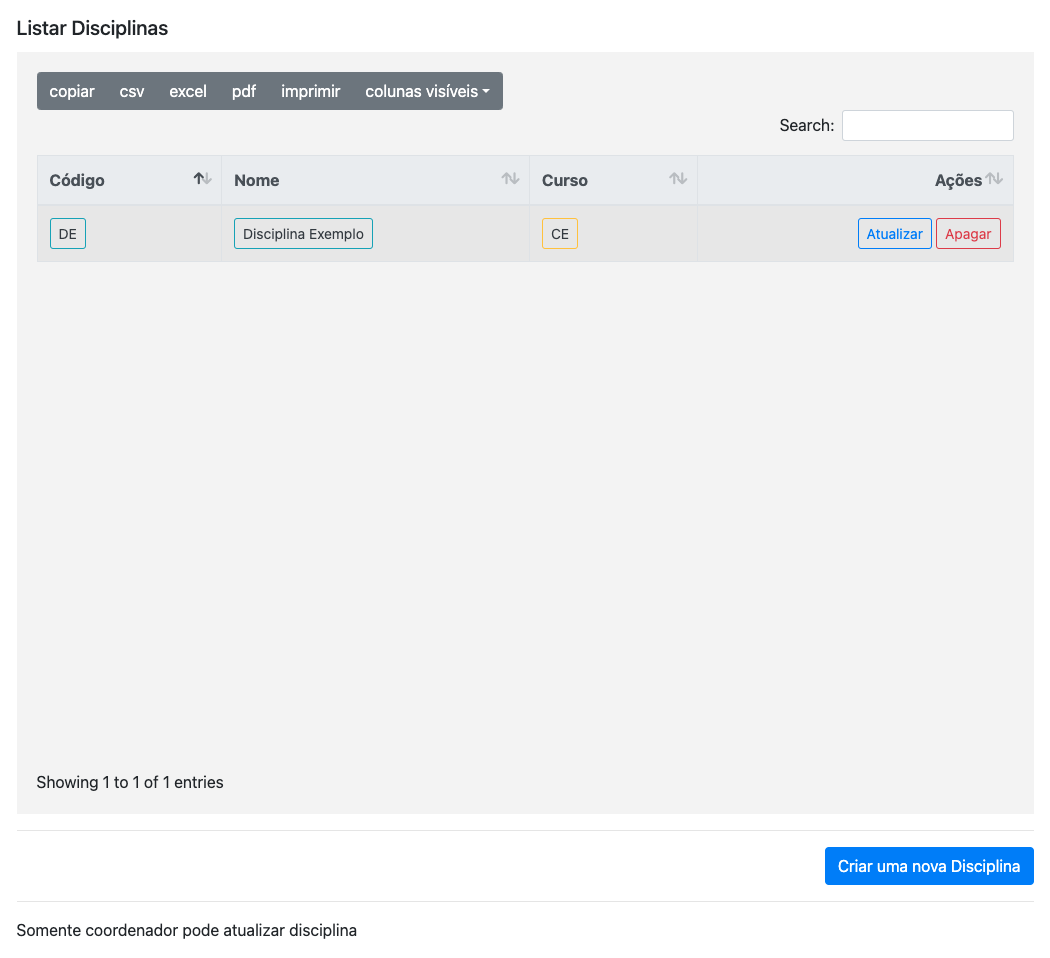 Listar Disciplinas
copiar csv excel pdf imprimir colunas visíveis
Search:
Código Nome Curso Ações
DE Disciplina Exemplo CE Atualizar Apagar
Showing 1 to 1 of 1 entries
Criar uma nova Disciplina
Somente coordenador pode atualizar disciplina